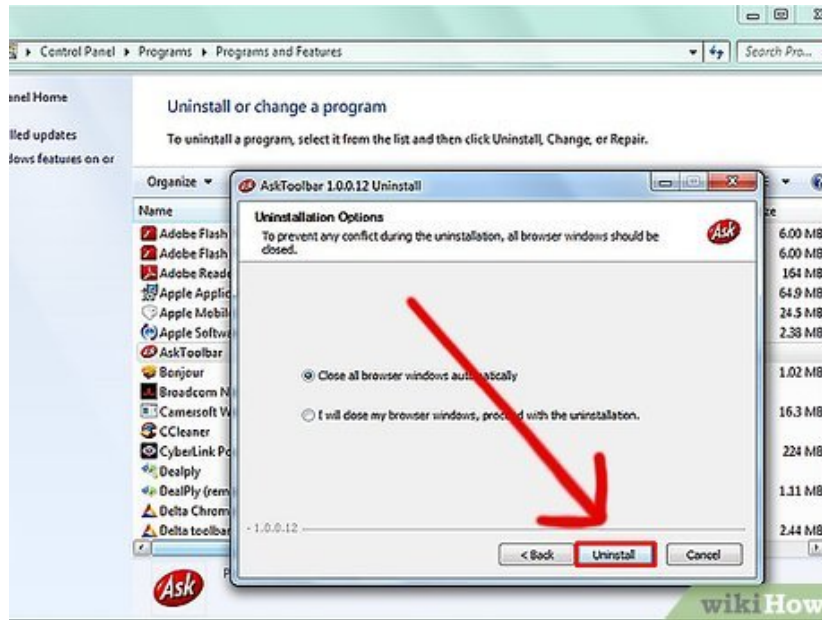 Control Panel ▸ Programs ▸ Programs and Features
Search Pro...
anel Home
lled updates
dows features on or
Uninstall or change a program
To uninstall a program, select it from the list and then click Uninstall, Change, or Repair.
Organize
Name
ze
Adobe Flash
6.00 MB
Adobe Flash
6.00 MB
Adobe Reade
164 MB
Apple Applic
64.9 MB
Apple Mobil
24.5 MB
Apple Softwa
2.38 MB
AskToolbar
Bonjour
1.02 MB
Broadcom N
Camersoft W
16.3 MB
CCleaner
CyberLink Po
224 MB
Dealply
DealPly (rem
1.11 MB
Delta Chrom
Delta toolbar
2.44 MB
AskToolbar 1.0.0.12 Uninstall
Uninstallation Options
To prevent any conflict during the uninstallation, all browser windows should be
closed.
Ask
Close all browser windows automatically
I will close my browser windows, proceed with the uninstallation.
1.0.0.12
< Back
Uninstall
Cancel
Ask
P
wikiHow